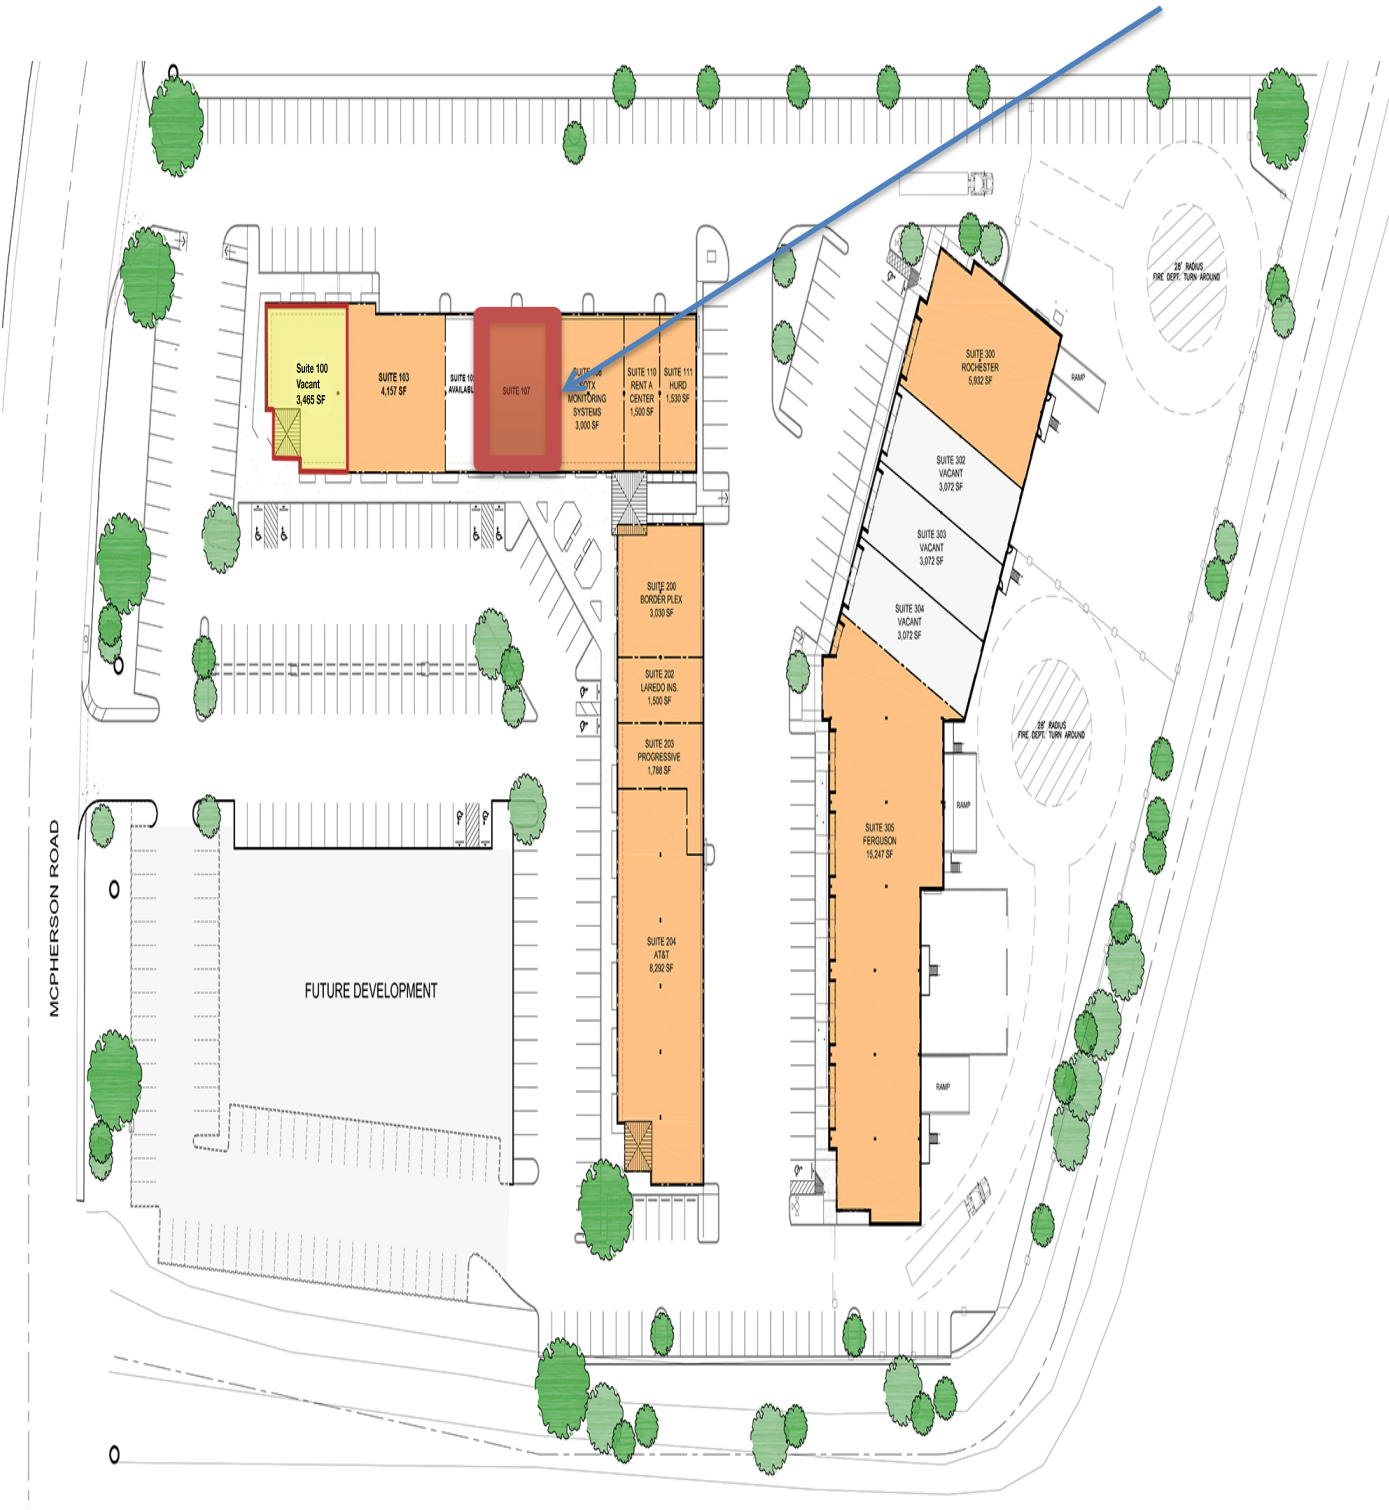 Suite 100
Vacant
3,465 SF
SUITE 103
4,157 SF
SUITE 107
MONITORING
SYSTEMS
3,000 SF
SUITE 110
RENT A
CENTER
1,500 SF
SUITE 111
HURD
1,530 SF
SUITE 200
BORDER PLEX
3,030 SF
SUITE 202
LAREDO INS.
1,500 SF
SUITE 203
PROGRESSIVE
1,788 SF
SUITE 204
AT&T
8,292 SF
SUITE 300
ROCHESTER
5,932 SF
SUITE 302
VACANT
3,072 SF
SUITE 303
VACANT
3,072 SF
SUITE 304
VACANT
3,072 SF
SUITE 305
FERGUSON
15,247 SF
RAMP
RAMP
RAMP
28' RADIUS
FIRE DEPT. TURN AROUND
28' RADIUS
FIRE DEPT. TURN AROUND
FUTURE DEVELOPMENT
MCPHERSON ROAD